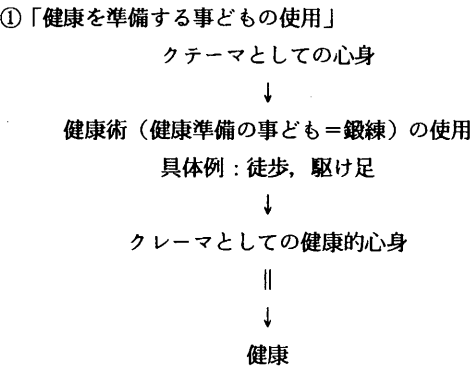 ①「健康を準備する事どもの使用」
クテーマとしての心身
↓
健康術（健康準備の事ども＝鍛練）の使用
具体例：徒歩，駆け足
↓
クレーマとしての健康的心身
||
↓
健康